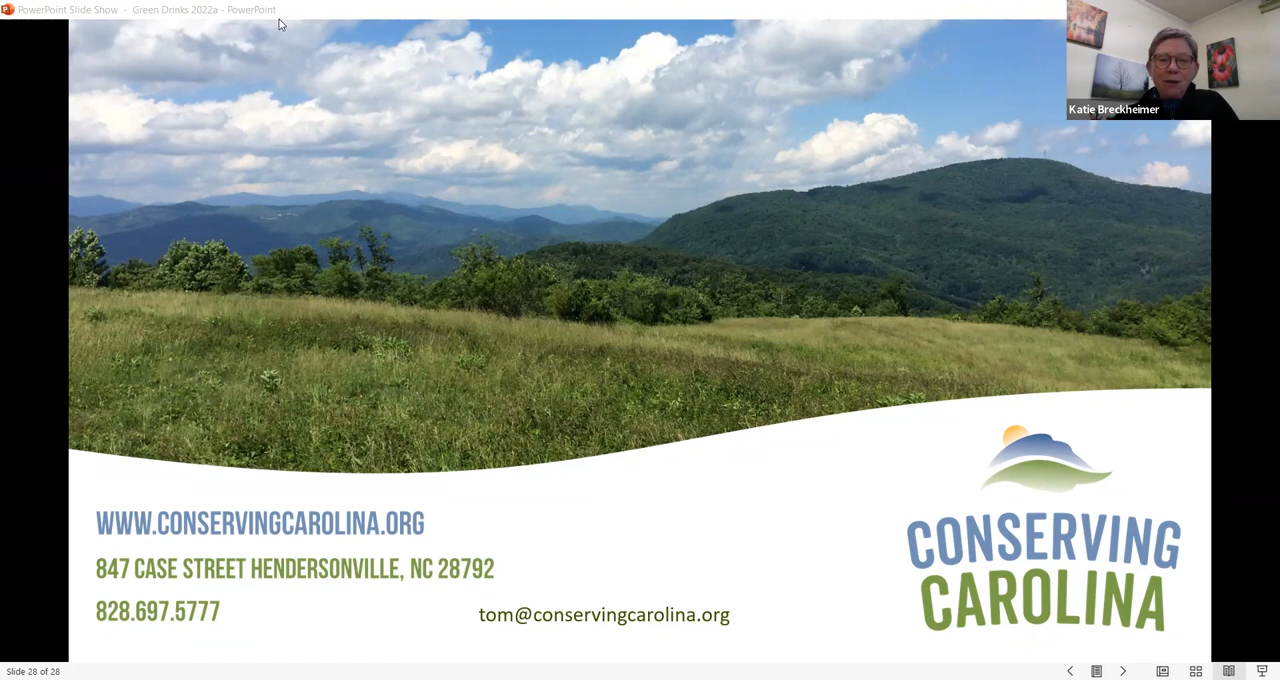 PowerPoint Slide Show - Green Drinks 2022a - PowerPoint
Katie Breckheimer
WWW.CONSERVINGCAROLINA.ORG
847 CASE STREET HENDERSONVILLE, NC 28792
828.697.5777
tom@conservingcarolina.org
CONSERVING
CAROLINA
Slide 28 of 28